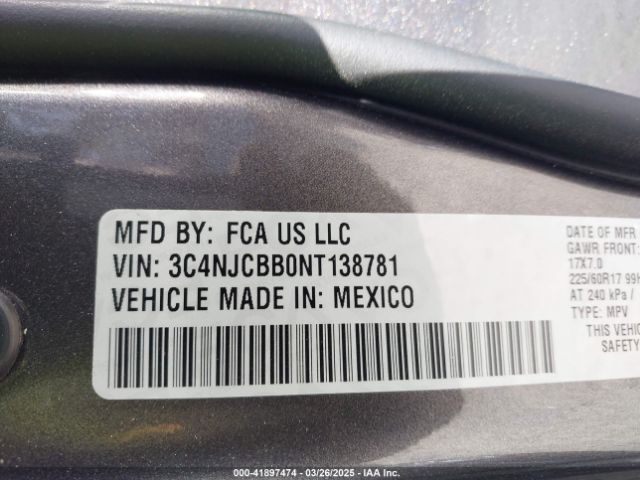 MFD BY: FCA US LLC
VIN: 3C4NJCBB0NT138781
VEHICLE MADE IN: MEXICO
DATE OF MFR
GAWR FRONT:
17X7.0
225/60R17 99H
AT 240 kPa /
TYPE: MPV
THIS VEHIC
SAFETY
000-41897474 | 03/26/2025 | IAA Inc.